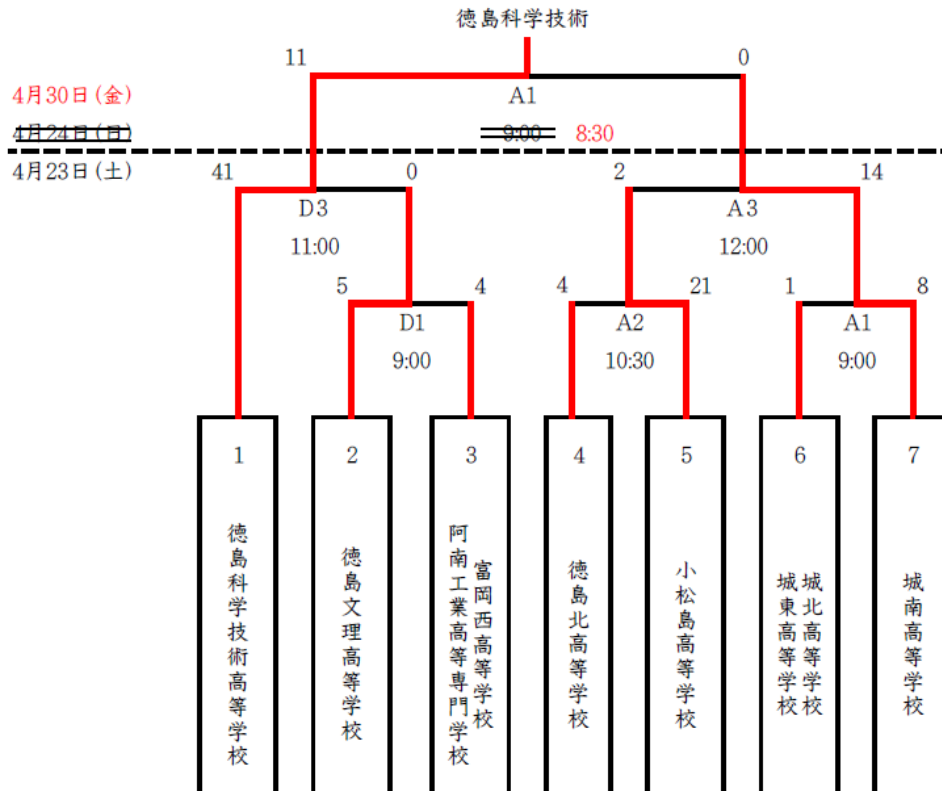 徳島科学技術
11
0
4月30日(金)
A1
4月24日(日)
9:00
8:30
4月23日(土)
41
0
2
14
D3
A3
11:00
12:00
5
4
4
21
1
8
D1
A2
A1
9:00
10:30
9:00
1
2
3
4
5
6
7
徳島科学技術高等学校
徳島文理高等学校
富岡西高等学校
阿南工業高等専門学校
徳島北高等学校
小松島高等学校
城北高等学校
城東高等学校
城南高等学校